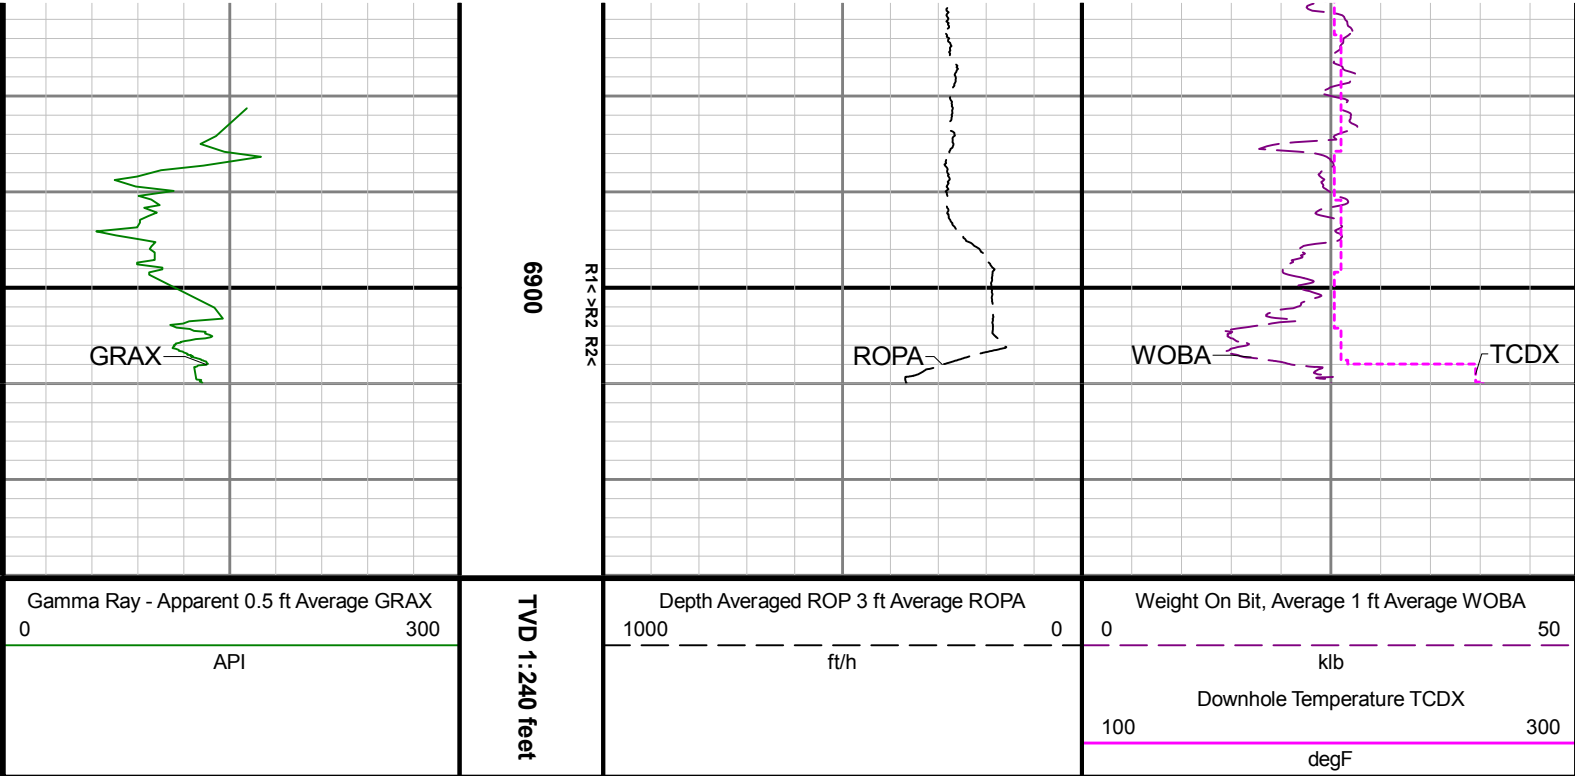 GRAX
6900
R1< >R2 R2<
ROPA
WOBA
TCDX
Gamma Ray - Apparent 0.5 ft Average GRAX
0 300
API
TVD 1:240 feet
Depth Averaged ROP 3 ft Average ROPA
1000 0
ft/h
Weight On Bit, Average 1 ft Average WOBA
0 50
klb
Downhole Temperature TCDX
100 300
degF